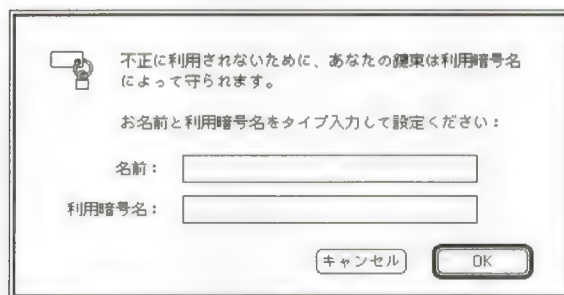 不正に利用されないために、あなたの鍵束は利用暗号名
によって守られます。
お名前と利用暗号名をタイプ入力して設定ください：
名前：
利用暗号名：
キャンセル
OK